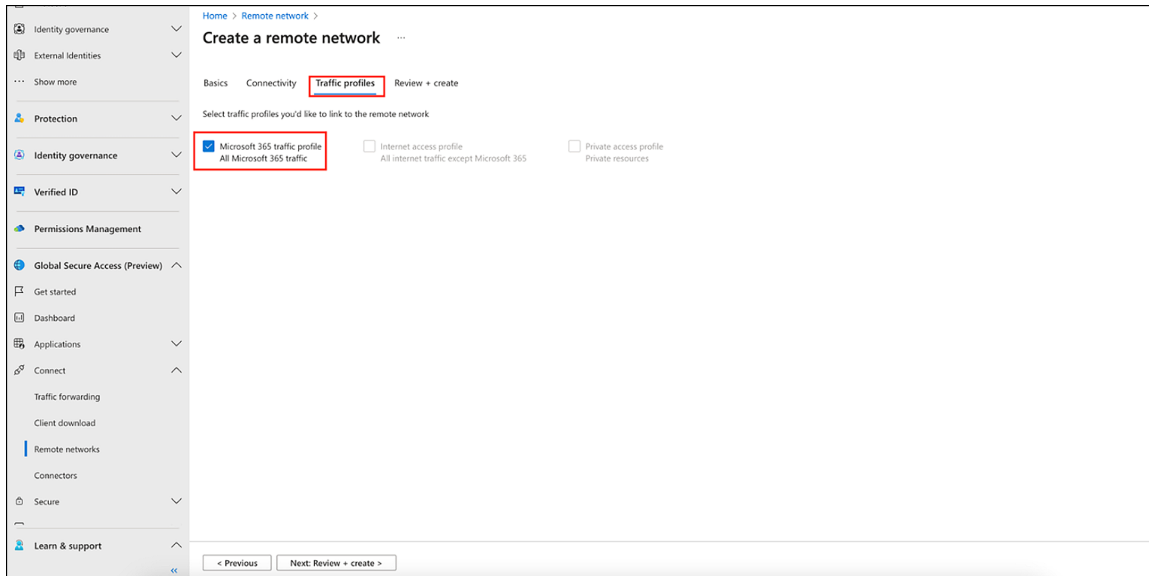 Identity governance
External Identities
Show more
Protection
Identity governance
Verified ID
Permissions Management
Global Secure Access (Preview)
Get started
Dashboard
Applications
Connect
Traffic forwarding
Client download
Remote networks
Connectors
Secure
Learn & support
«
Home > Remote network >
Create a remote network ...
Basics Connectivity Traffic profiles Review + create
Select traffic profiles you'd like to link to the remote network
Microsoft 365 traffic profile
All Microsoft 365 traffic
Internet access profile
All internet traffic except Microsoft 365
Private access profile
Private resources
< Previous Next: Review + create >